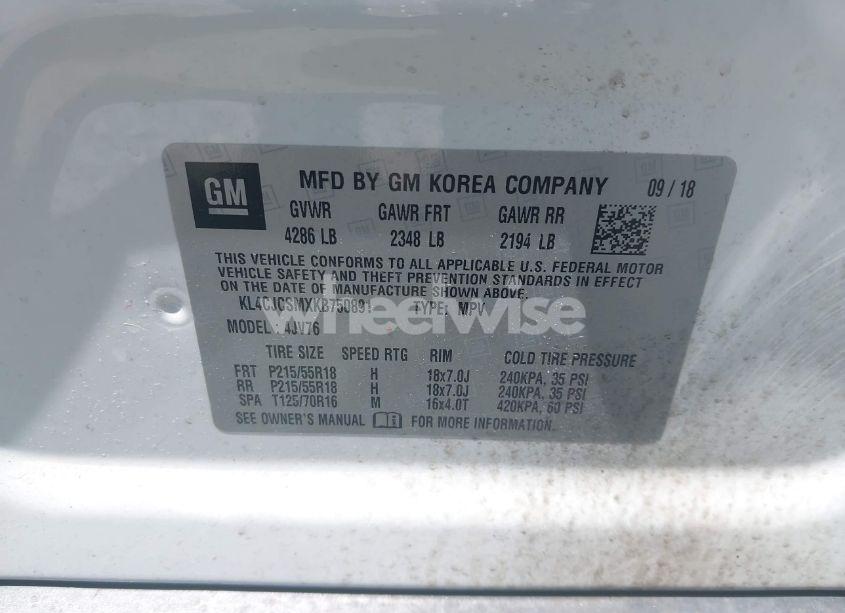 GM MFD BY GM KOREA COMPANY 09 / 18
GVWR GAWR FRT GAWR RR
4286 LB 2348 LB 2194 LB
THIS VEHICLE CONFORMS TO ALL APPLICABLE U.S. FEDERAL MOTOR
VEHICLE SAFETY AND THEFT PREVENTION STANDARDS IN EFFECT
ON THE DATE OF MANUFACTURE SHOWN ABOVE.
KL4CJCSMXKB750891 TYPE: MPV
wheelwise
MODEL: 4JV76
TIRE SIZE SPEED RTG RIM COLD TIRE PRESSURE
FRT P215/55R18 H 18x7.0J 240KPA, 35 PSI
RR P215/55R18 H 18x7.0J 240KPA, 35 PSI
SPA T125/70R16 M 16x4.0T 420KPA, 60 PSI
SEE OWNER'S MANUAL FOR MORE INFORMATION.